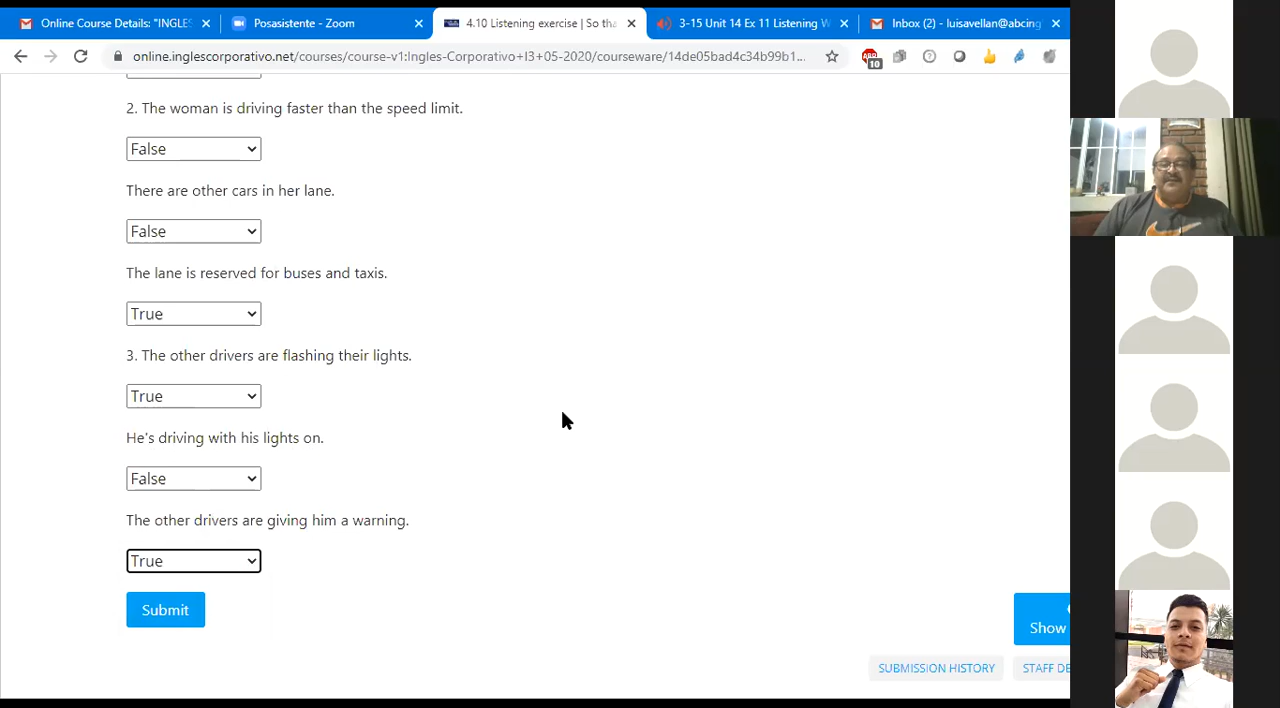 Online Course Details: "INGLES
Posasistente - Zoom
4.10 Listening exercise | So tha
3-15 Unit 14 Ex 11 Listening W
Inbox (2) - luisavellan@abcing
online.inglescorporativo.net/courses/course-v1:Ingles-Corporativo+I3+05-2020/courseware/14de05bad4c34b99b1...
ABP
10
2. The woman is driving faster than the speed limit.
False
There are other cars in her lane.
False
The lane is reserved for buses and taxis.
True
3. The other drivers are flashing their lights.
True
He's driving with his lights on.
False
The other drivers are giving him a warning.
True
Submit
Show
SUBMISSION HISTORY
STAFF DE